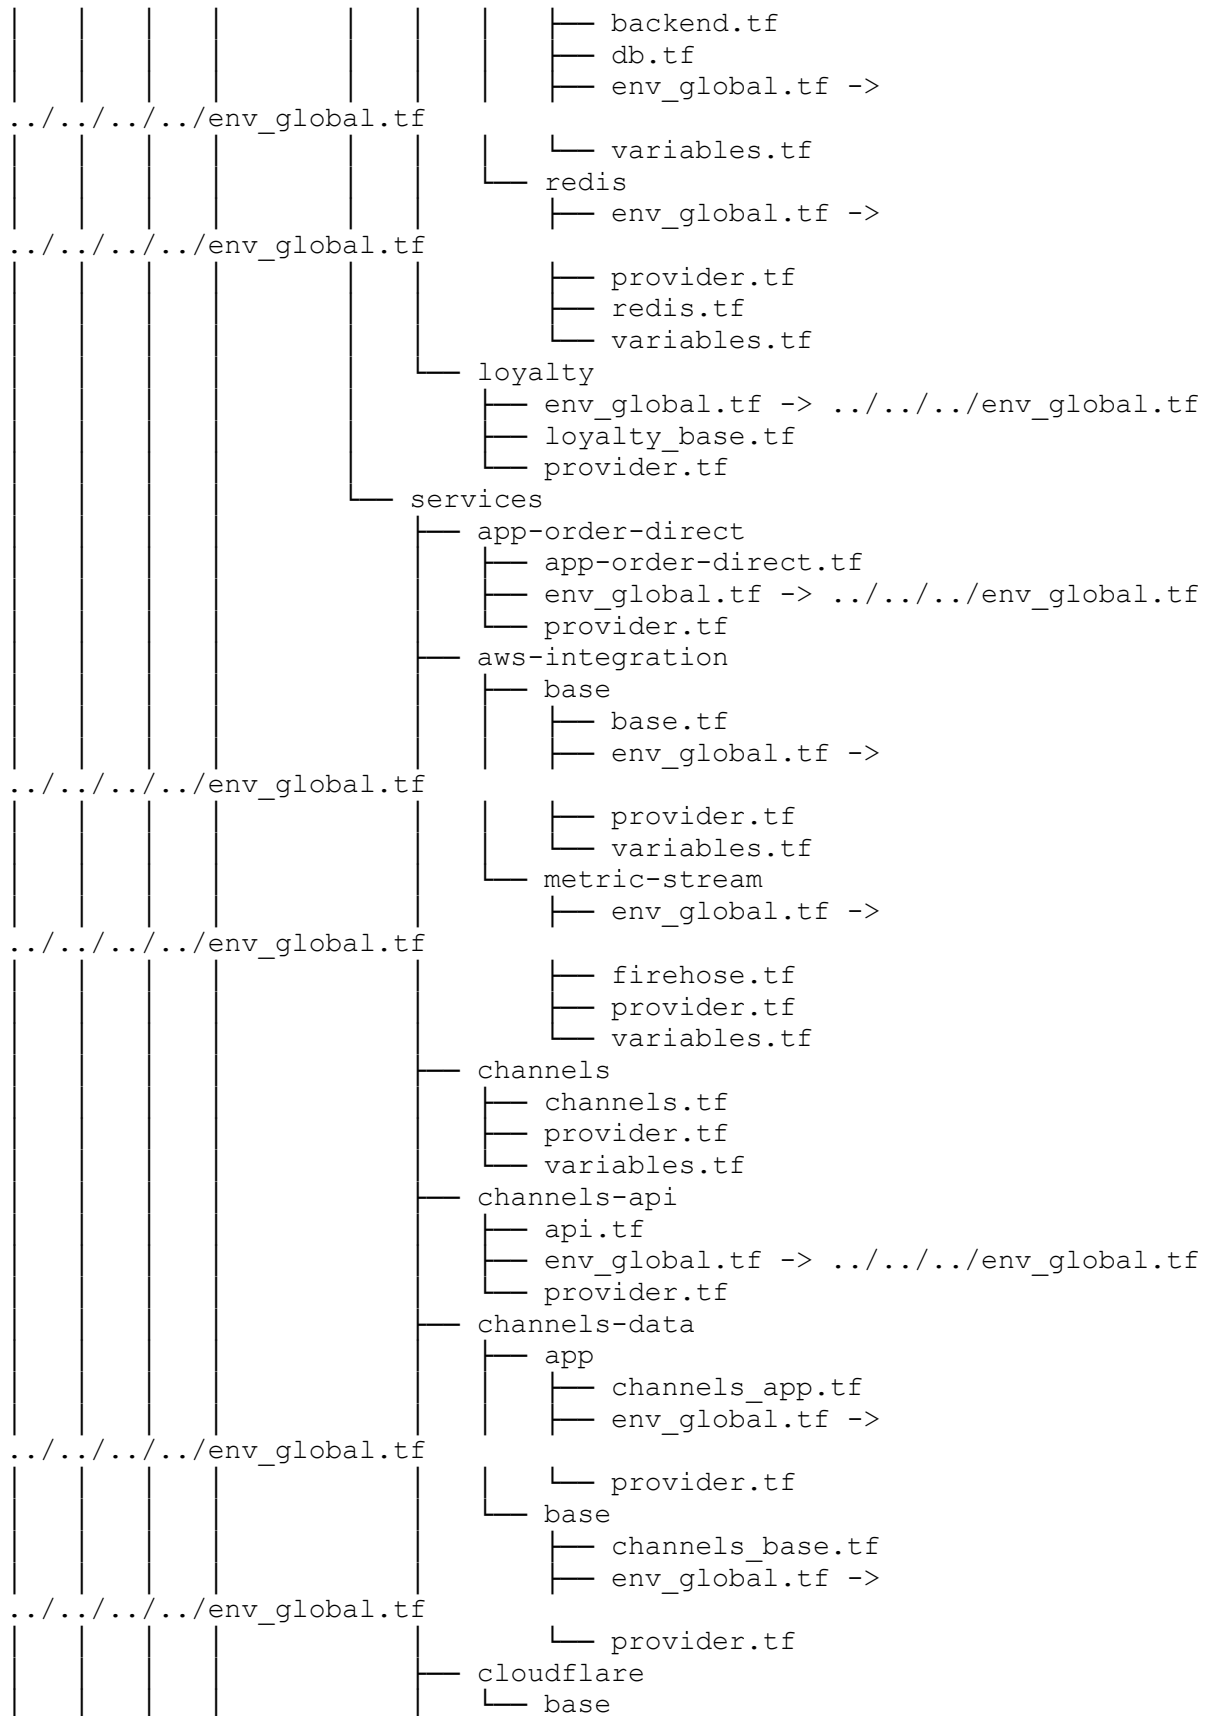 │   │   │   │       │   │   │   ├── backend.tf
│   │   │   │       │   │   │   ├── db.tf
│   │   │   │       │   │   │   ├── env_global.tf ->
../../../../env_global.tf
│   │   │   │       │   │   │   └── variables.tf
│   │   │   │       │   │   └── redis
│   │   │   │       │   │       ├── env_global.tf ->
../../../../env_global.tf
│   │   │   │       │   │       ├── provider.tf
│   │   │   │       │   │       ├── redis.tf
│   │   │   │       │   │       └── variables.tf
│   │   │   │       │   └── loyalty
│   │   │   │       │       ├── env_global.tf -> ../../../env_global.tf
│   │   │   │       │       ├── loyalty_base.tf
│   │   │   │       │       └── provider.tf
│   │   │   │       └── services
│   │   │   │           ├── app-order-direct
│   │   │   │           │   ├── app-order-direct.tf
│   │   │   │           │   ├── env_global.tf -> ../../../env_global.tf
│   │   │   │           │   └── provider.tf
│   │   │   │           ├── aws-integration
│   │   │   │           │   ├── base
│   │   │   │           │   │   ├── base.tf
│   │   │   │           │   │   ├── env_global.tf ->
../../../../env_global.tf
│   │   │   │           │   │   ├── provider.tf
│   │   │   │           │   │   └── variables.tf
│   │   │   │           │   └── metric-stream
│   │   │   │           │       ├── env_global.tf ->
../../../../env_global.tf
│   │   │   │           │       ├── firehose.tf
│   │   │   │           │       ├── provider.tf
│   │   │   │           │       └── variables.tf
│   │   │   │           ├── channels
│   │   │   │           │   ├── channels.tf
│   │   │   │           │   ├── provider.tf
│   │   │   │           │   └── variables.tf
│   │   │   │           ├── channels-api
│   │   │   │           │   ├── api.tf
│   │   │   │           │   ├── env_global.tf -> ../../../env_global.tf
│   │   │   │           │   └── provider.tf
│   │   │   │           ├── channels-data
│   │   │   │           │   ├── app
│   │   │   │           │   │   ├── channels_app.tf
│   │   │   │           │   │   ├── env_global.tf ->
../../../../env_global.tf
│   │   │   │           │   │   └── provider.tf
│   │   │   │           │   └── base
│   │   │   │           │       ├── channels_base.tf
│   │   │   │           │       ├── env_global.tf ->
../../../../env_global.tf
│   │   │   │           │       └── provider.tf
│   │   │   │           ├── cloudflare
│   │   │   │           │   └── base